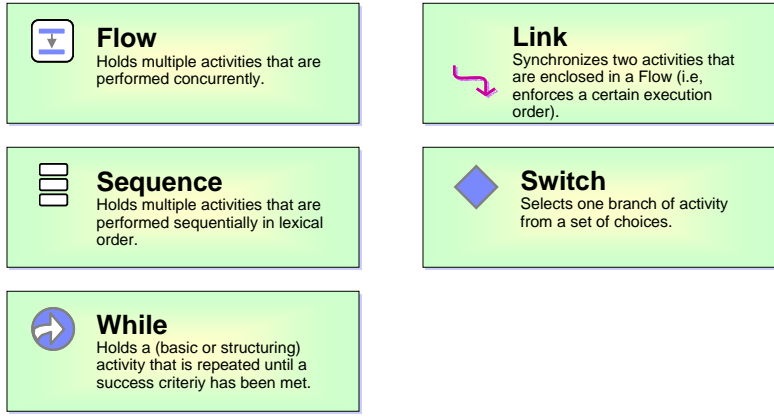 Flow
Holds multiple activities that are
performed concurrently.
Link
Synchronizes two activities that
are enclosed in a Flow (i.e,
enforces a certain execution
order).
Sequence
Holds multiple activities that are
performed sequentially in lexical
order.
Switch
Selects one branch of activity
from a set of choices.
While
Holds a (basic or structuring)
activity that is repeated until a
success criteriy has been met.